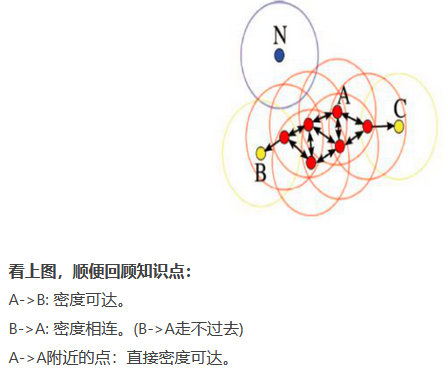 N
A
C
B
看上图，顺便回顾知识点：
A->B: 密度可达。
B->A: 密度相连。(B->A走不过去)
A->A附近的点：直接密度可达。